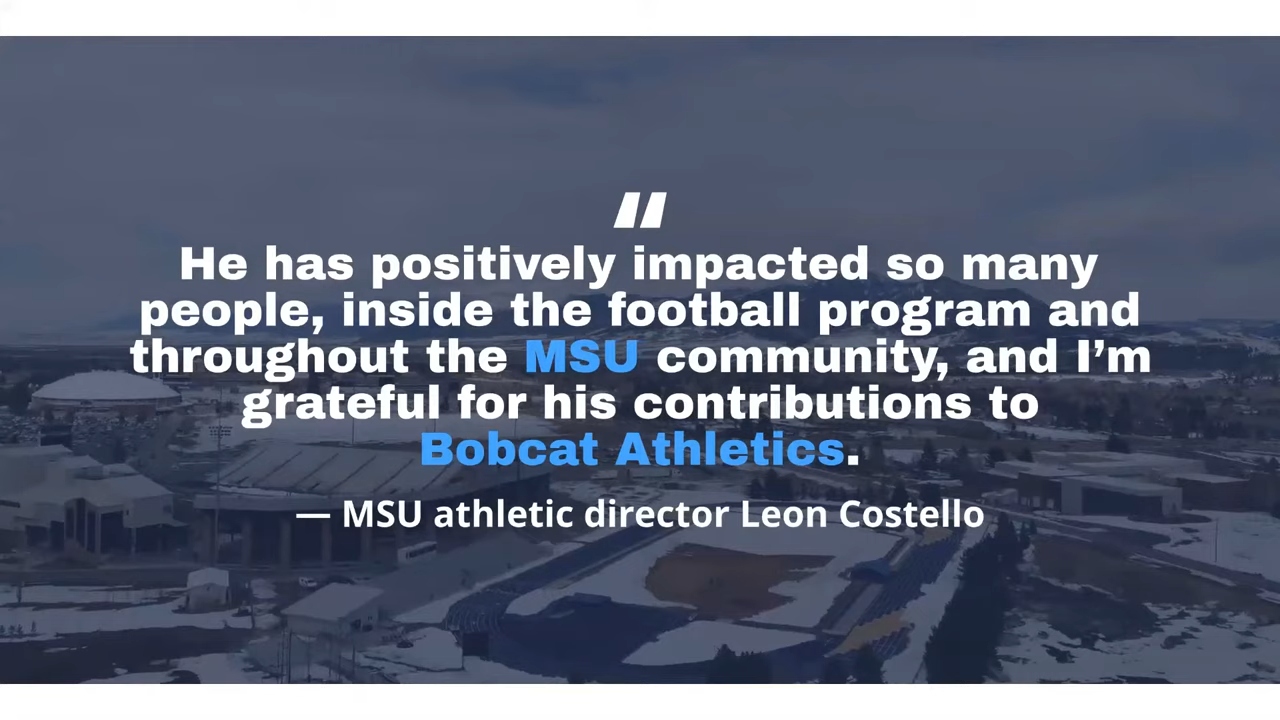 "
He has positively impacted so many
people, inside the football program and
throughout the MSU community, and I’m
grateful for his contributions to
Bobcat Athletics.
— MSU athletic director Leon Costello